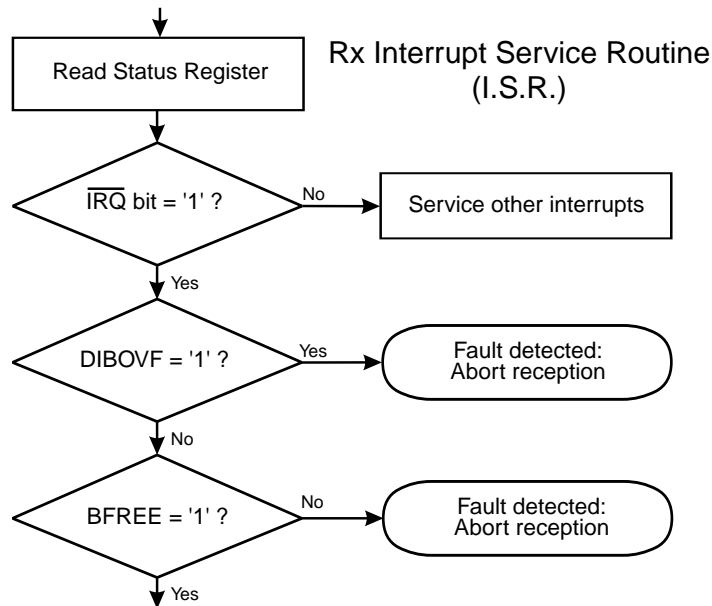 Rx Interrupt Service Routine
(I.S.R.)
Read Status Register
I̅R̅Q̅ bit = '1' ?
No
Service other interrupts
Yes
DIBOVF = '1' ?
Yes
Fault detected:
Abort reception
No
BFREE = '1' ?
No
Fault detected:
Abort reception
Yes